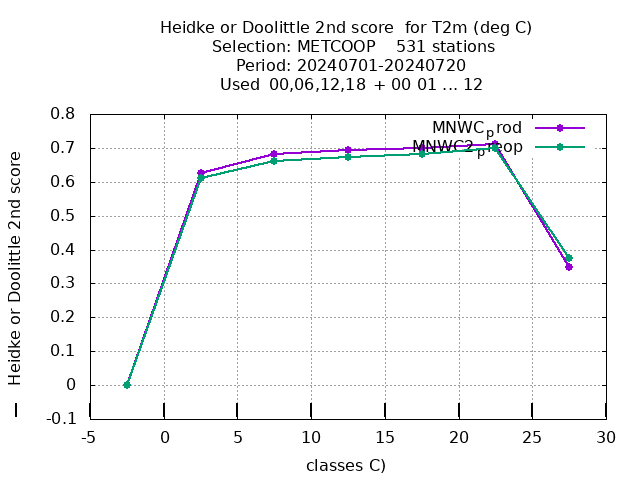 Heidke or Doolittle 2nd score  for T2m (deg C)
Selection: METCOOP    531 stations
Period: 20240701-20240720
Used  00,06,12,18  + 00 01 ... 12
Heidke or Doolittle 2nd score
0.8
0.7
0.6
0.5
0.4
0.3
0.2
0.1
0
-0.1
MNWCprod
-5
0
5
10
15
20
25
30
classes C)